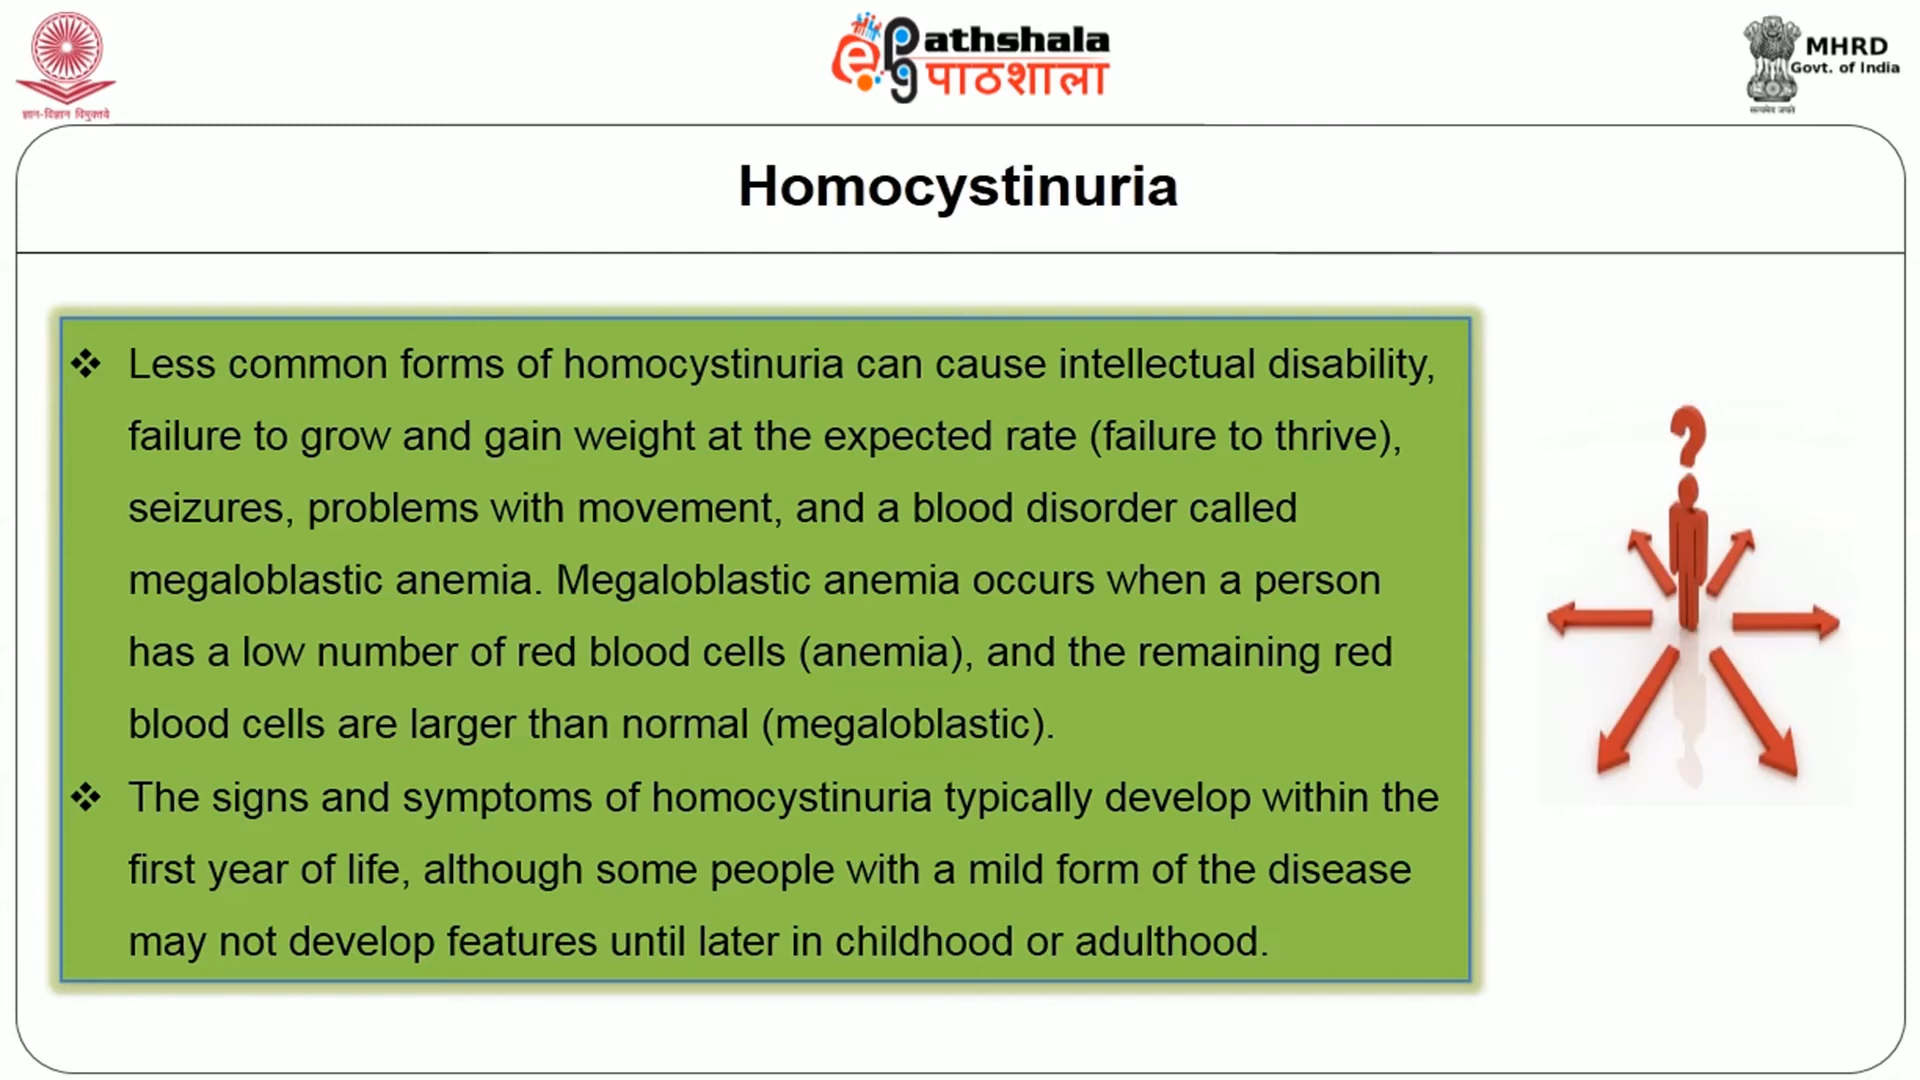 ज्ञान-विज्ञान विमुक्तये
e
PG
athshala
पाठशाला
MHRD
Govt. of India
सत्यमेव जयते
Homocystinuria
❖ Less common forms of homocystinuria can cause intellectual disability,
failure to grow and gain weight at the expected rate (failure to thrive),
seizures, problems with movement, and a blood disorder called
megaloblastic anemia. Megaloblastic anemia occurs when a person
has a low number of red blood cells (anemia), and the remaining red
blood cells are larger than normal (megaloblastic).
❖ The signs and symptoms of homocystinuria typically develop within the
first year of life, although some people with a mild form of the disease
may not develop features until later in childhood or adulthood.
?